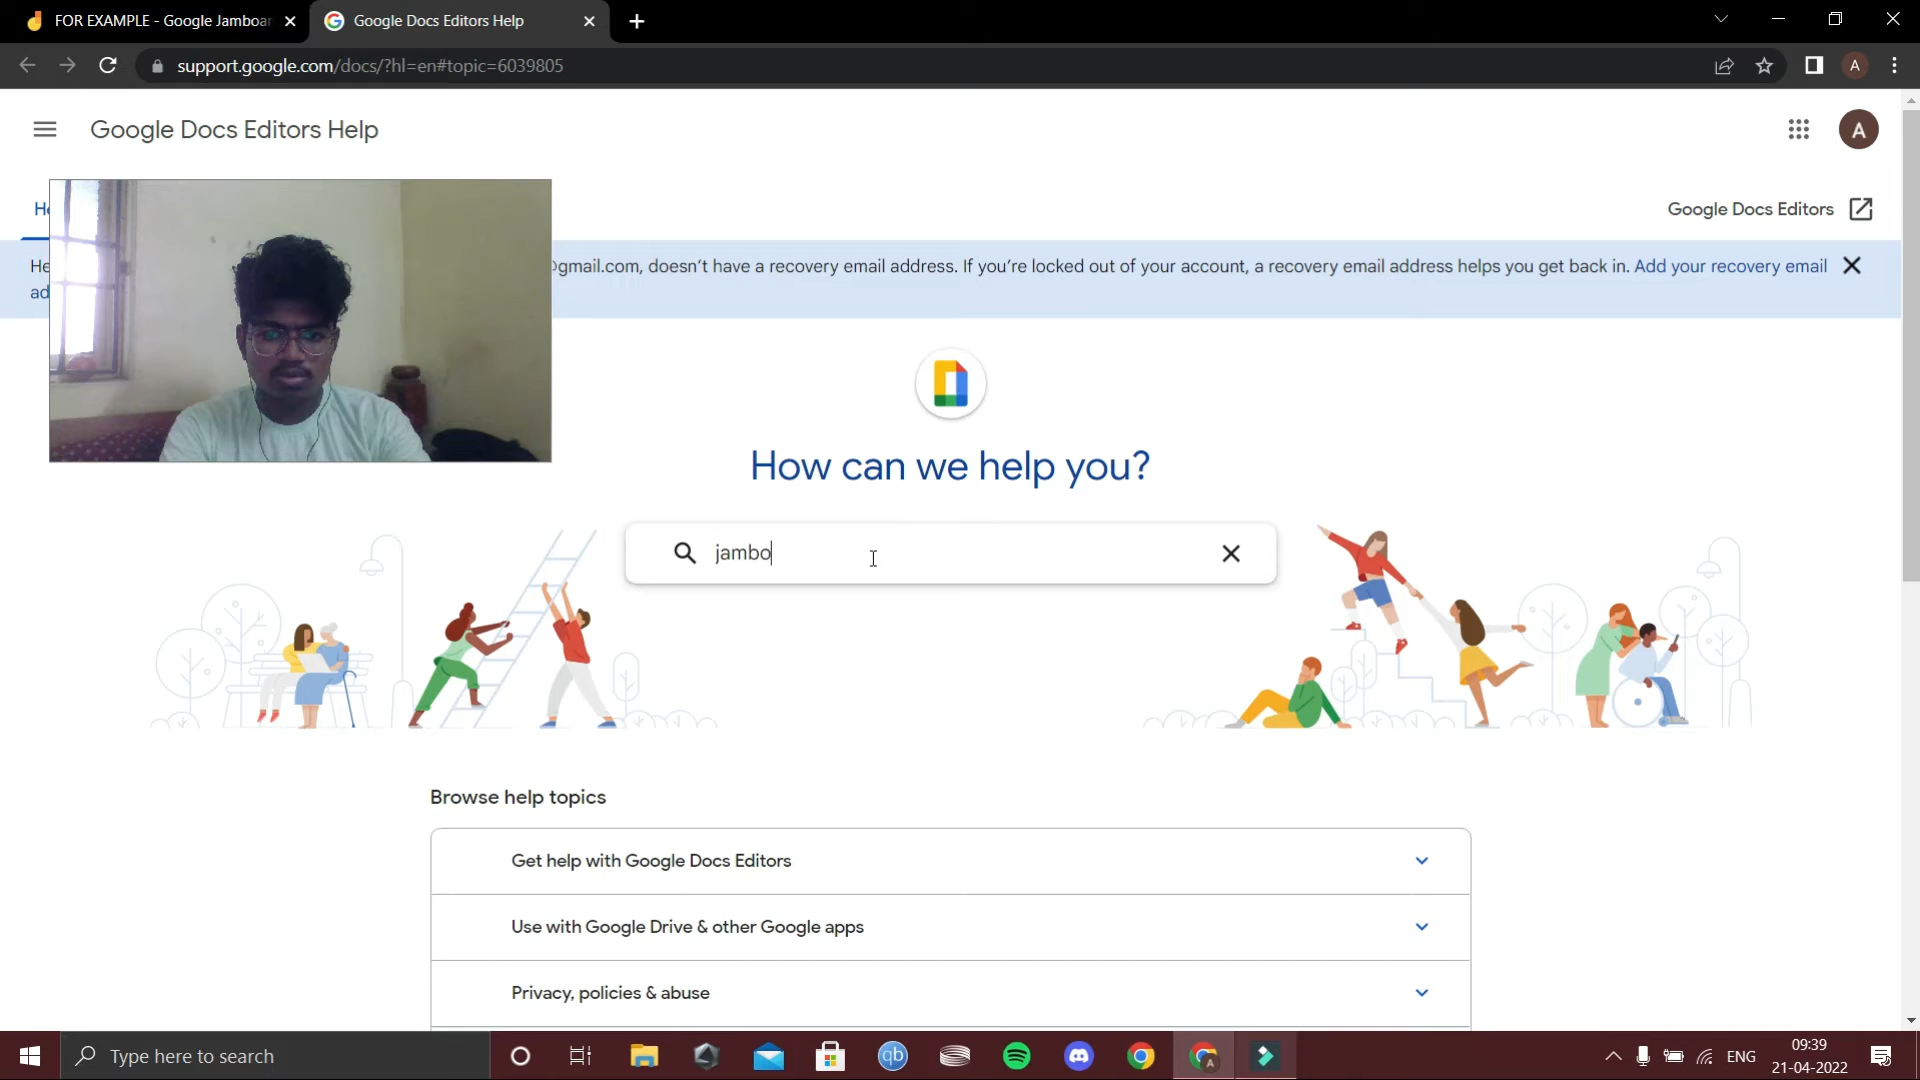 FOR EXAMPLE - Google Jamboar
Google Docs Editors Help
support.google.com/docs/?hl=en#topic=6039805
A
Google Docs Editors Help
A
Google Docs Editors
@gmail.com, doesn't have a recovery email address. If you're locked out of your account, a recovery email address helps you get back in. Add your recovery email
ad
How can we help you?
jambo
Browse help topics
Get help with Google Docs Editors
Use with Google Drive & other Google apps
Privacy, policies & abuse
Type here to search
qb
A
ENG
09:39
21-04-2022